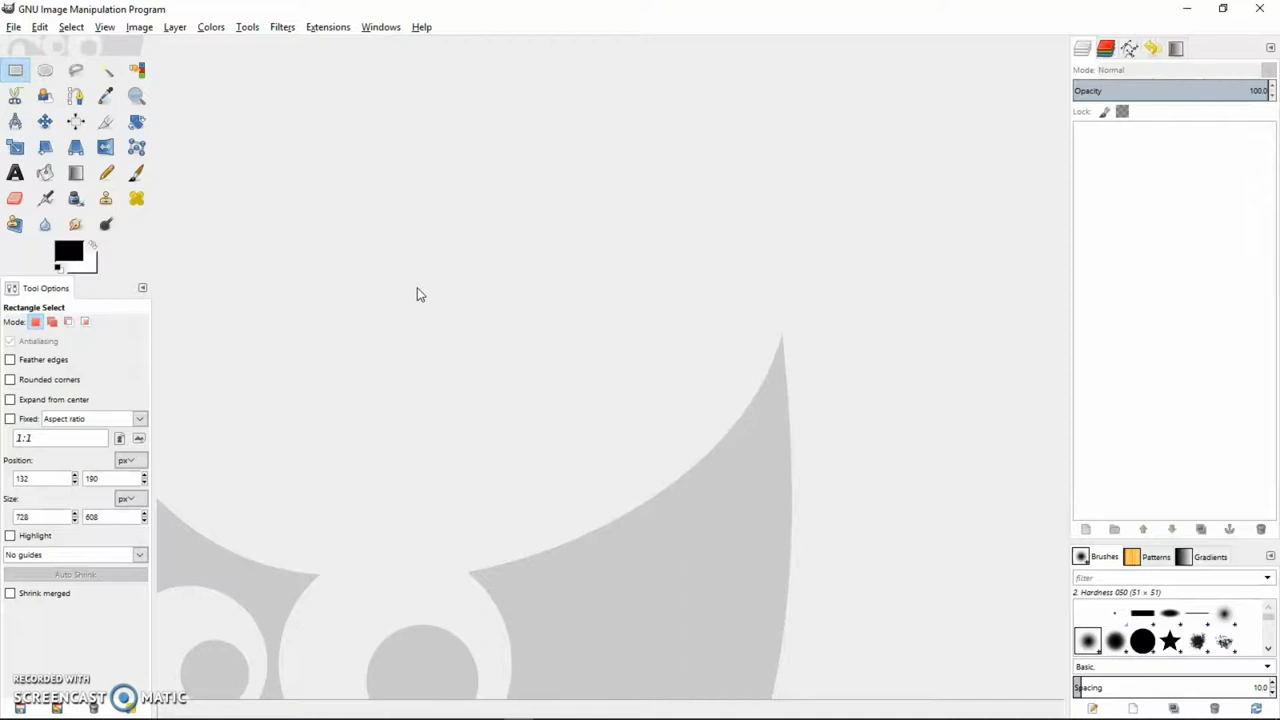 GNU Image Manipulation Program
File Edit Select View Image Layer Colors Tools Filters Extensions Windows Help
Mode: Normal
Opacity 100.0
Lock:
Tool Options
Rectangle Select
Mode:
Antialiasing
Feather edges
Rounded corners
Expand from center
Fixed: Aspect ratio
1:1
Position: px
132 190
Size: px
728 608
Highlight
No guides
Auto Shrink
Shrink merged
Brushes Patterns Gradients
filter
2. Hardness 050 (51 × 51)
Basic,
Spacing 10.0
RECORDED WITH
SCREENCAST MATIC